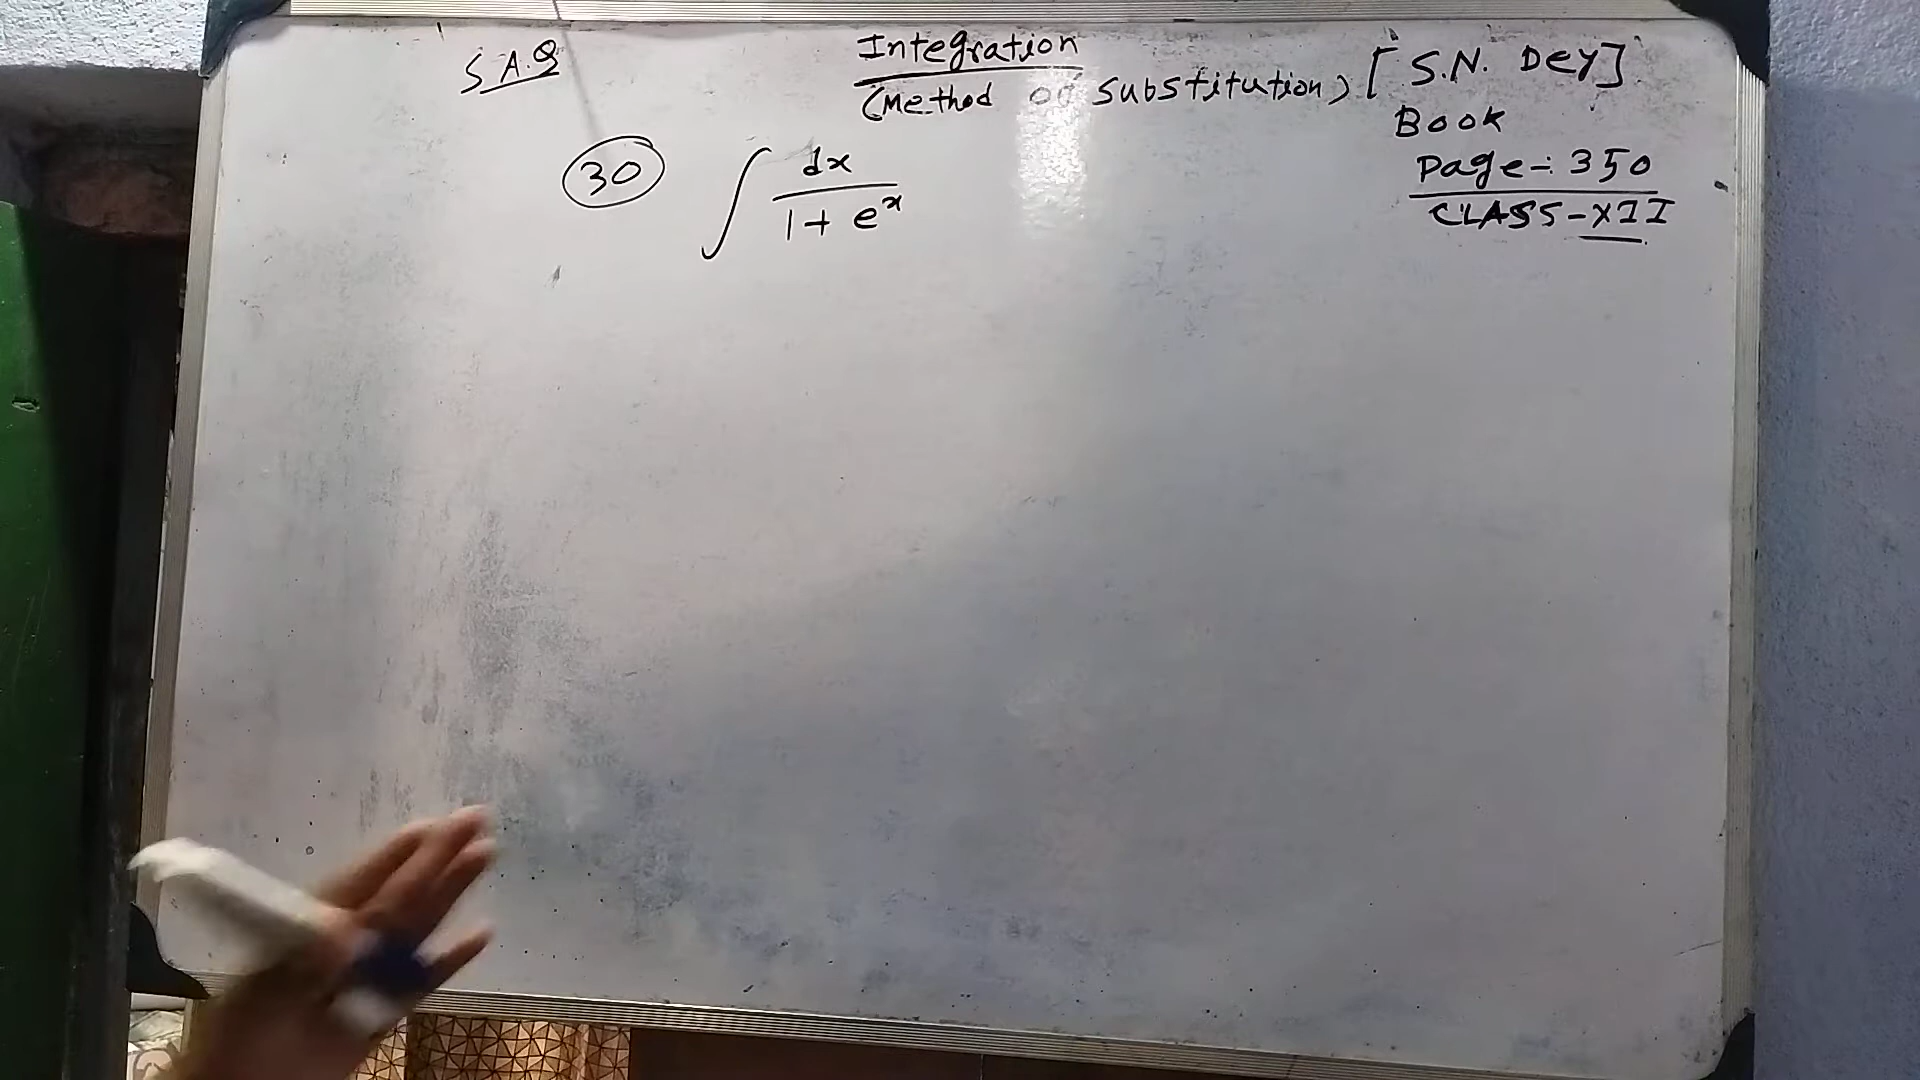 S.A.Q
Integration
(Method of Substitution) [S.N. DEY]
Book
Page-: 350
CLASS-XII
30 ∫ dx / 1 + e^x